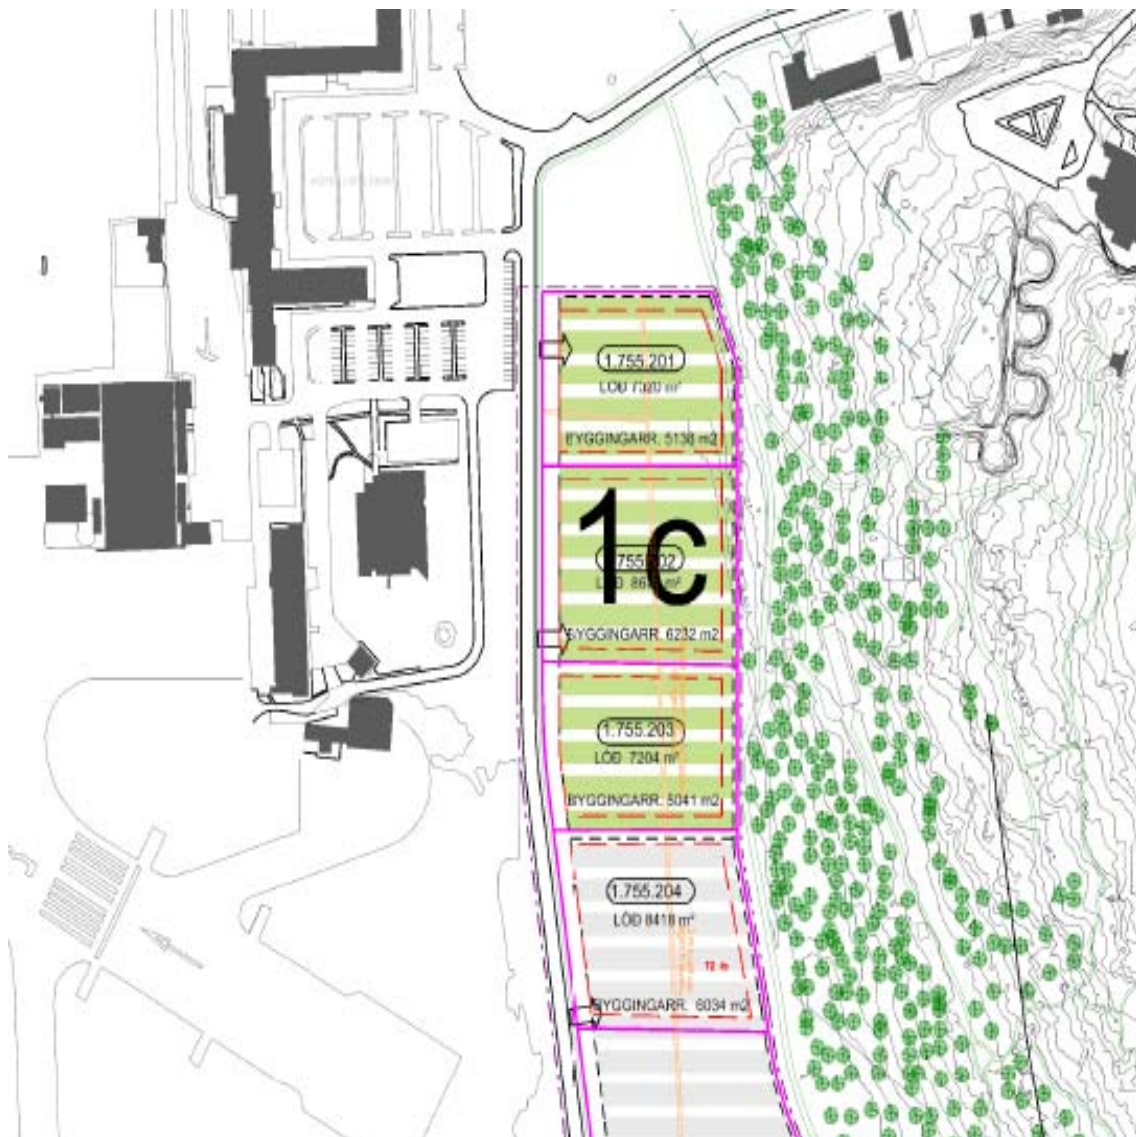 1.755.201
LÓÐ 7320 m²
BYGGINGARR. 5138 m2
1c
LÓÐ
BYGGINGARR. 6232 m2
1.755.203
LÓÐ 7204 m²
BYGGINGARR. 5041 m2
1.755.204
LÓÐ 8418 m²
BYGGINGARR. 6034 m2